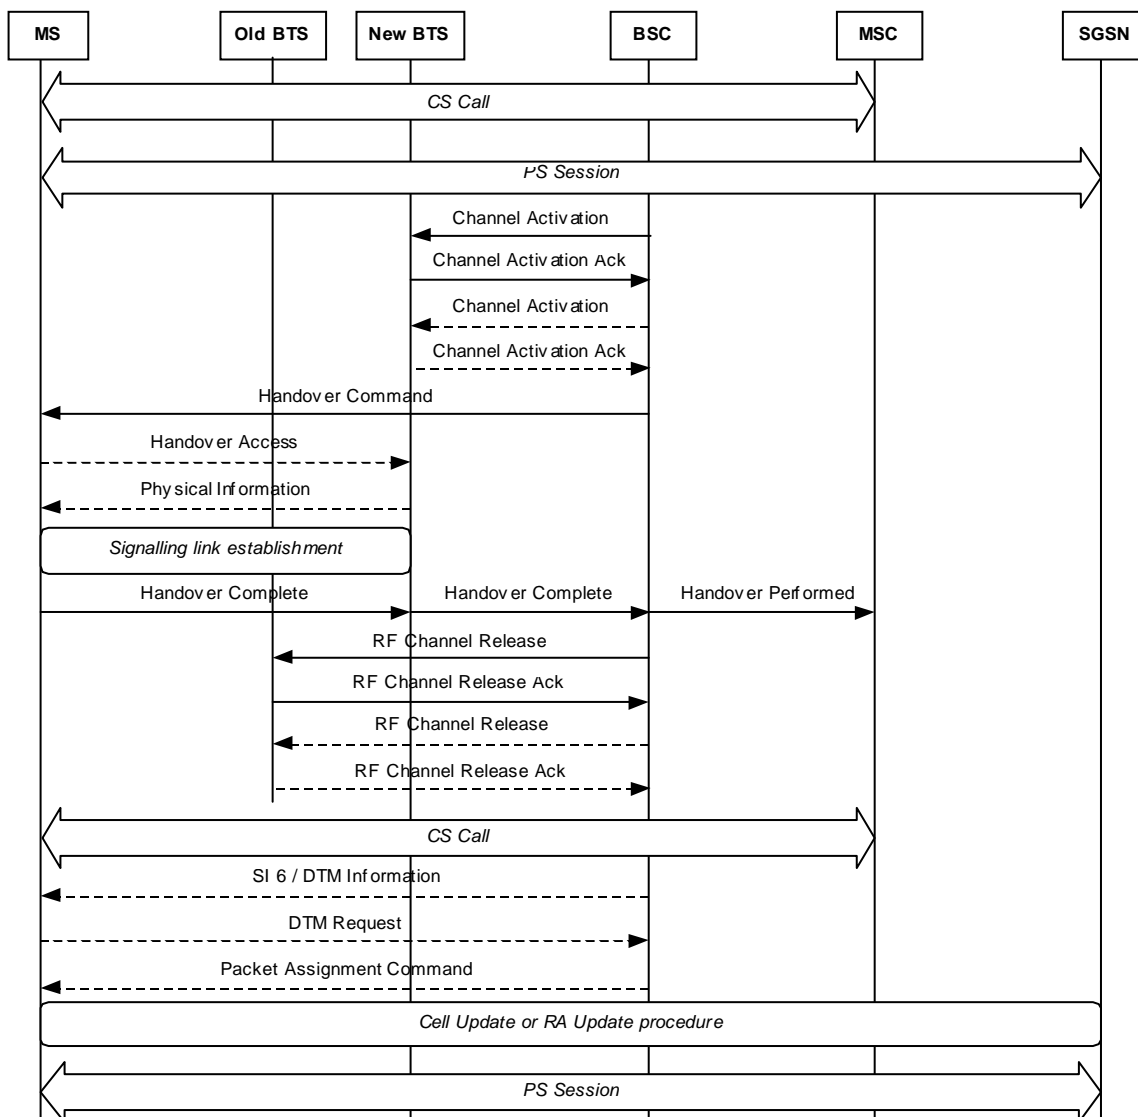 MS Old BTS New BTS BSC MSC SGSN
CS Call
PS Session
Channel Activation
Channel Activation Ack
Channel Activation
Channel Activation Ack
Handover Command
Handover Access
Physical Information
Signalling link establishment
Handover Complete Handover Complete Handover Performed
RF Channel Release
RF Channel Release Ack
RF Channel Release
RF Channel Release Ack
CS Call
SI 6 / DTM Information
DTM Request
Packet Assignment Command
Cell Update or RA Update procedure
PS Session